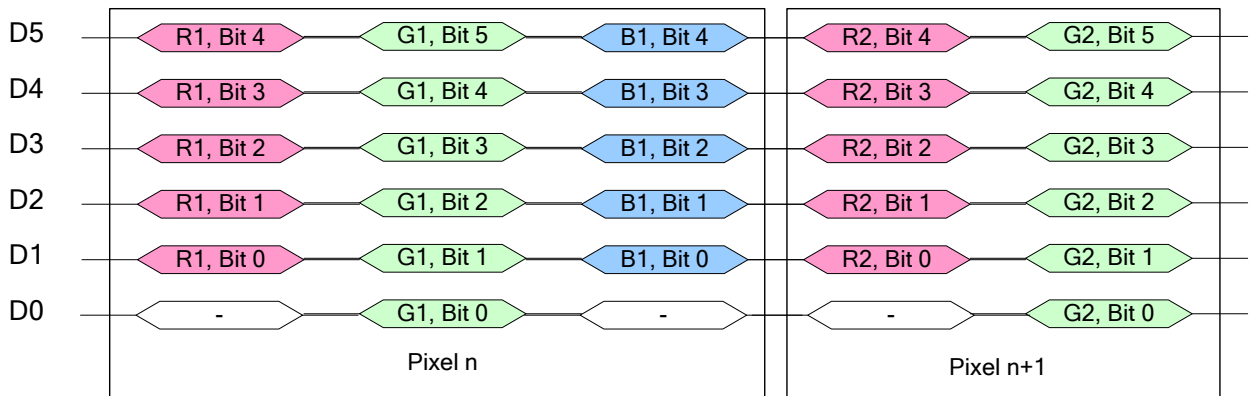 D5 R1, Bit 4 G1, Bit 5 B1, Bit 4 R2, Bit 4 G2, Bit 5
D4 R1, Bit 3 G1, Bit 4 B1, Bit 3 R2, Bit 3 G2, Bit 4
D3 R1, Bit 2 G1, Bit 3 B1, Bit 2 R2, Bit 2 G2, Bit 3
D2 R1, Bit 1 G1, Bit 2 B1, Bit 1 R2, Bit 1 G2, Bit 2
D1 R1, Bit 0 G1, Bit 1 B1, Bit 0 R2, Bit 0 G2, Bit 1
D0 - G1, Bit 0 - - G2, Bit 0
Pixel n Pixel n+1